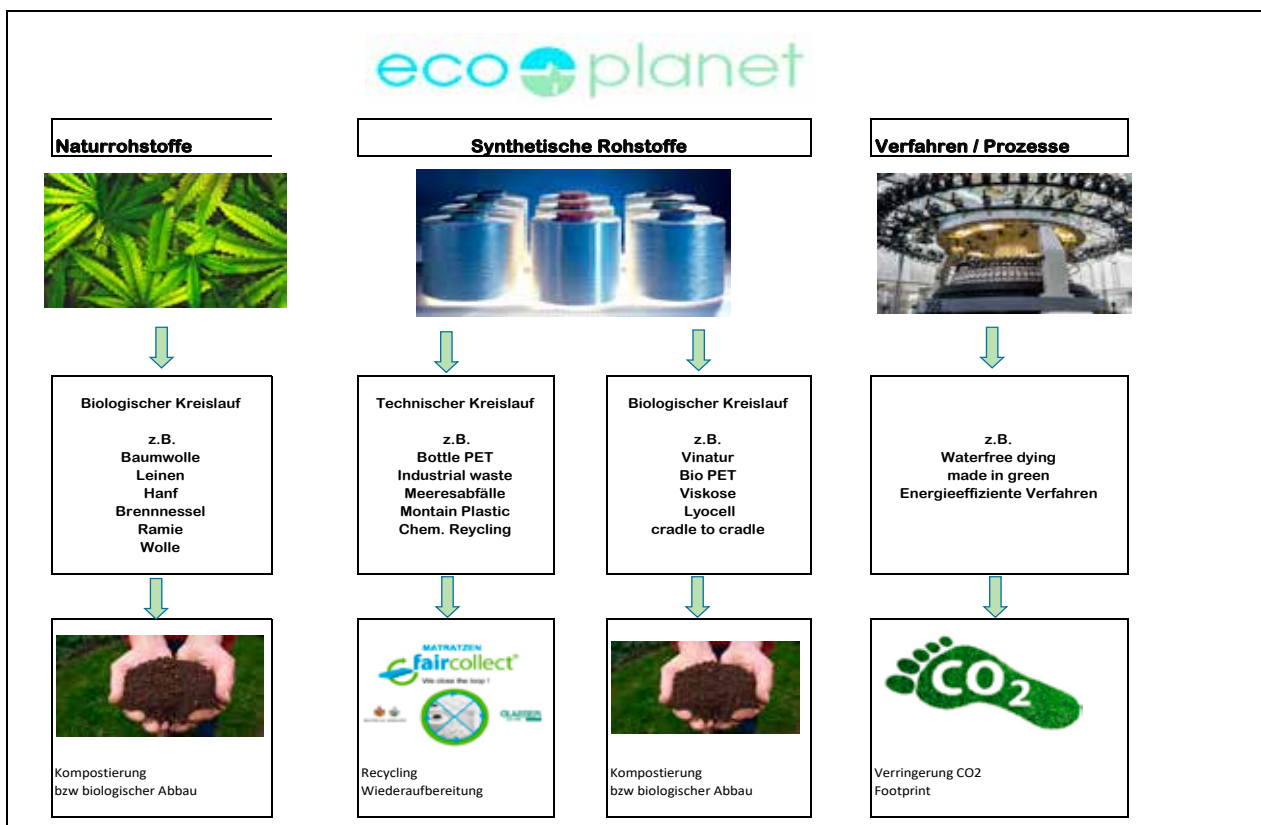 eco planet
Naturrohstoffe
Synthetische Rohstoffe
Verfahren / Prozesse
Biologischer Kreislauf
z.B.
Baumwolle
Leinen
Hanf
Brennnessel
Ramie
Wolle
Technischer Kreislauf
z.B.
Bottle PET
Industrial waste
Meeresabfälle
Montain Plastic
Chem. Reycling
Biologischer Kreislauf
z.B.
Vinatur
Bio PET
Viskose
Lyocell
cradle to cradle
z.B.
Waterfree dying
made in green
Energieeffiziente Verfahren
Kompostierung
bzw biologischer Abbau
MATRATZEN
faircollect®
We close the loop !
Recycling
Wiederaufbereitung
Kompostierung
bzw biologischer Abbau
CO2
Verringerung CO2
Footprint